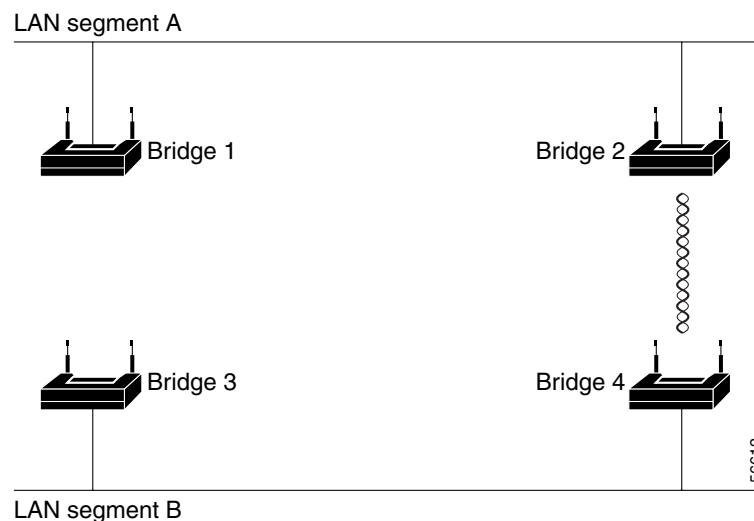 LAN segment A
Bridge 1
Bridge 2
Bridge 3
Bridge 4
LAN segment B